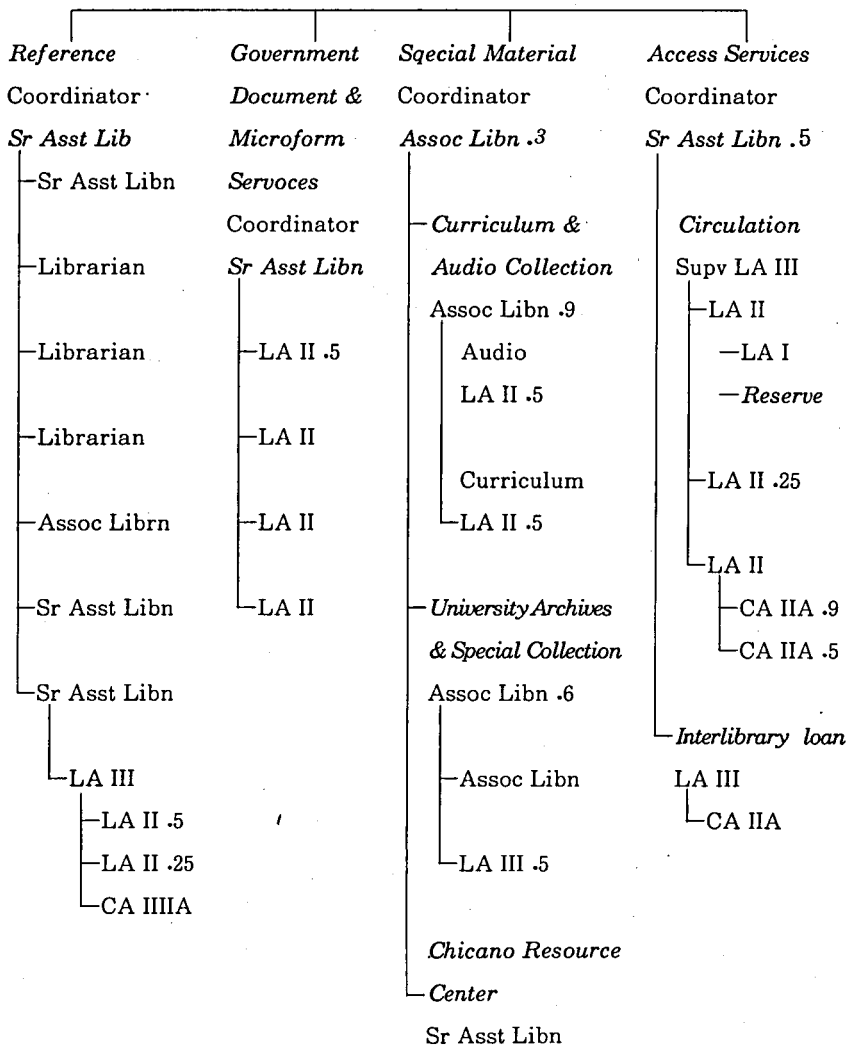 Reference
Coordinator
Sr Asst Lib
Sr Asst Libn
Librarian
Librarian
Librarian
Assoc Librn
Sr Asst Libn
Sr Asst Libn
LA III
LA II .5
LA II .25
CA IIIIA
Government
Document &
Microform
Servoces
Coordinator
Sr Asst Libn
LA II .5
LA II
LA II
LA II
Sqecial Material
Coordinator
Assoc Libn .3
Curriculum &
Audio Collection
Assoc Libn .9
Audio
LA II .5
Curriculum
LA II .5
University Archives
& Special Collection
Assoc Libn .6
Assoc Libn
LA III .5
Chicano Resource
Center
Sr Asst Libn
Access Services
Coordinator
Sr Asst Libn .5
Circulation
Supv LA III
LA II
LA I
Reserve
LA II .25
LA II
CA IIA .9
CA IIA .5
Interlibrary loan
LA III
CA IIA